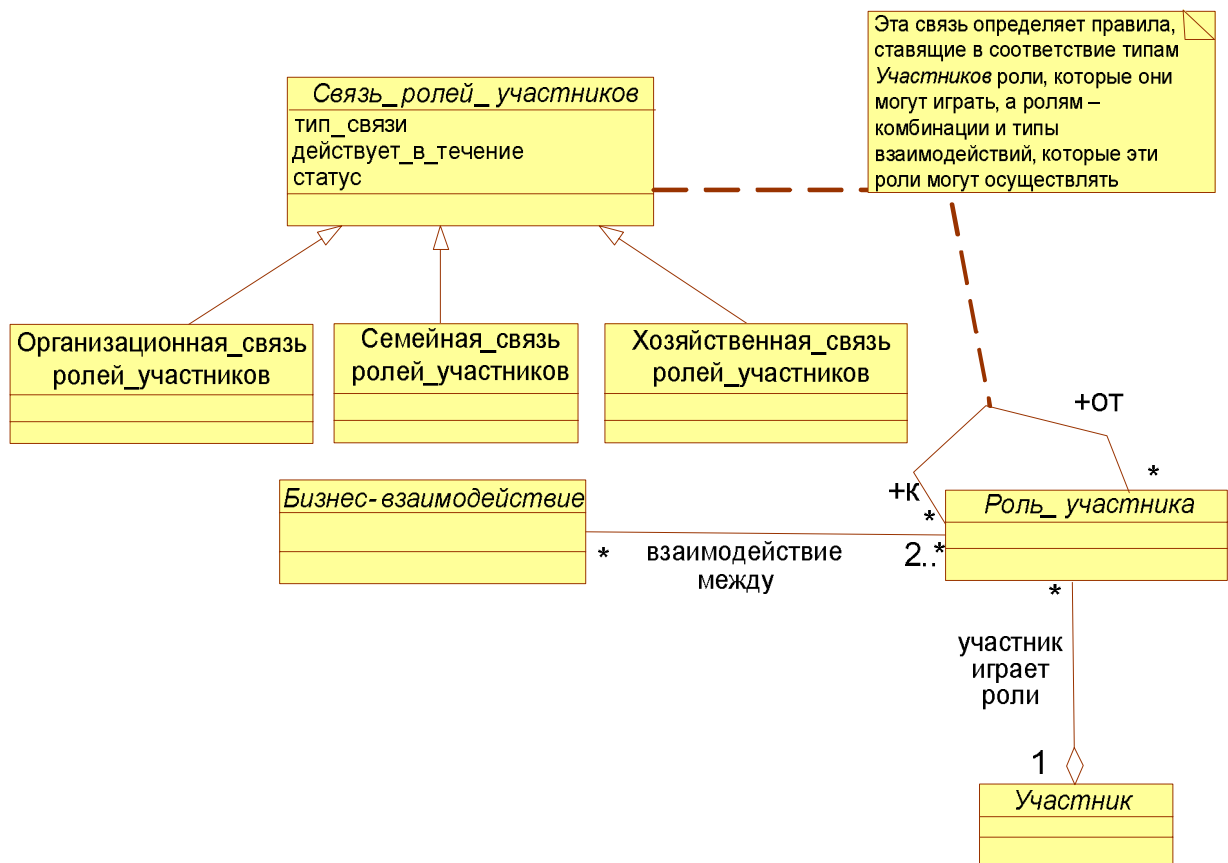 Эта связь определяет правила,
ставящие в соответствие типам
Участников роли, которые они
могут играть, а ролям –
комбинации и типы
взаимодействий, которые эти
роли могут осуществлять
Связь_ролей_участников
тип_связи
действует_в_течение
статус
Организационная_связь
ролей_участников
Семейная_связь
ролей_участников
Хозяйственная_связь
ролей_участников
+от
*
+к
*
Бизнес-взаимодействие
Роль_ участника
*
взаимодействие
между
2..*
*
участник
играет
роли
1
Участник